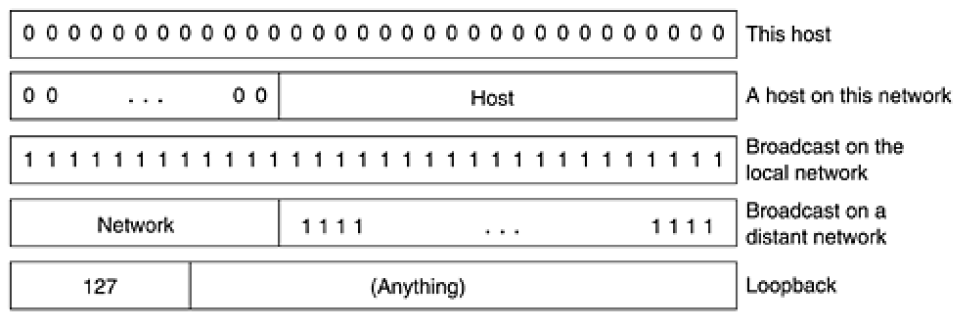 0 0 0 0 0 0 0 0 0 0 0 0 0 0 0 0 0 0 0 0 0 0 0 0 0 0 0 0 0 0 0 0 This host
0 0 ... 0 0 Host A host on this network
1 1 1 1 1 1 1 1 1 1 1 1 1 1 1 1 1 1 1 1 1 1 1 1 1 1 1 1 1 1 1 1 Broadcast on the
local network
Network 1 1 1 1 ... 1 1 1 1 Broadcast on a
distant network
127 (Anything) Loopback